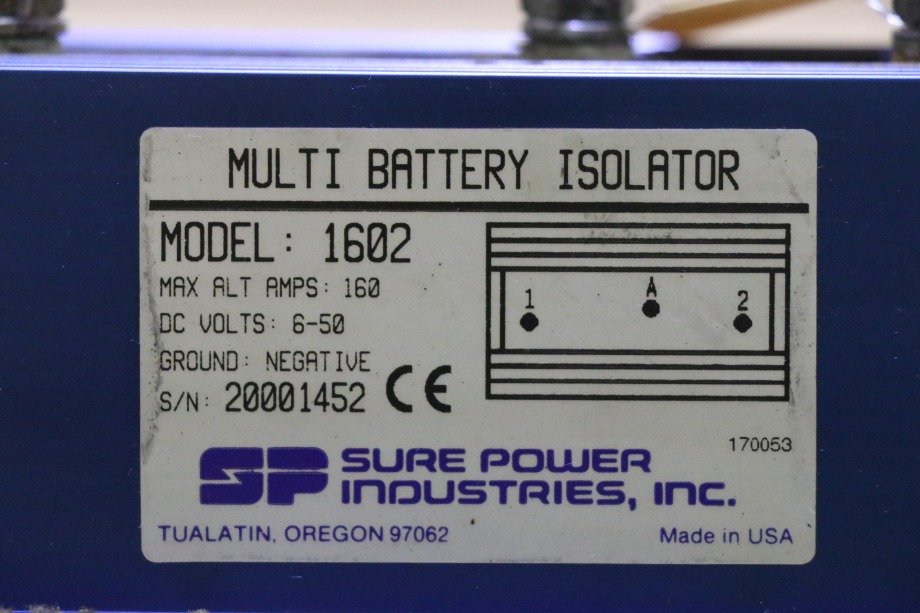 MULTI BATTERY ISOLATOR
MODEL: 1602
MAX ALT AMPS: 160
DC VOLTS: 6-50
GROUND: NEGATIVE
S/N: 20001452 CE
1 A 2
170053
SP SURE POWER
INDUSTRIES, INC.
TUALATIN, OREGON 97062
Made in USA